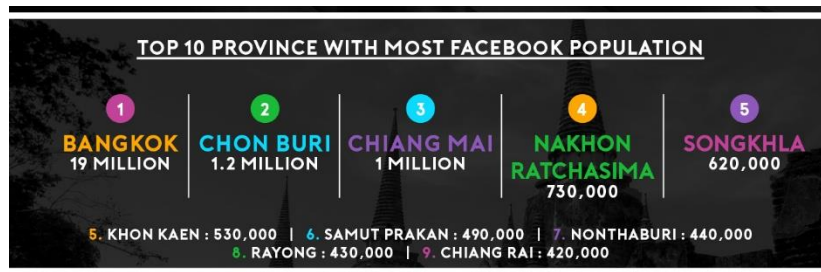 TOP 10 PROVINCE WITH MOST FACEBOOK POPULATION
1
BANGKOK
19 MILLION
2
CHON BURI
1.2 MILLION
3
CHIANG MAI
1 MILLION
4
NAKHON
RATCHASIMA
730,000
5
SONGKHLA
620,000
5. KHON KAEN : 530,000 | 6. SAMUT PRAKAN : 490,000 | 7. NONTHABURI : 440,000
8. RAYONG : 430,000 | 9. CHIANG RAI : 420,000